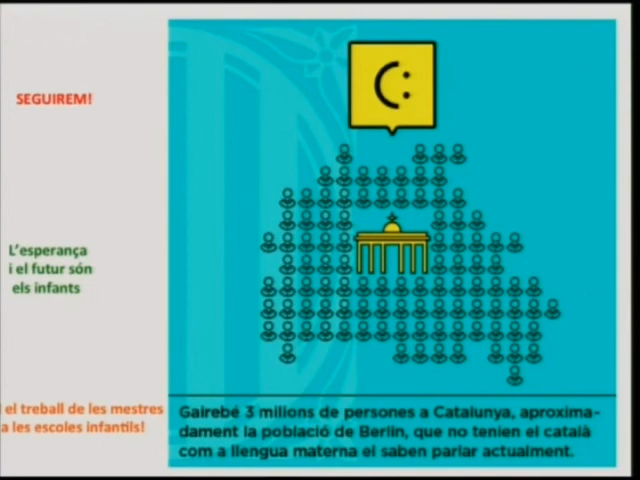 SEGUIREM!
L'esperança
i el futur són
els infants
el treball de les mestres
a les escoles infantils!
Gairebé 3 milions de persones a Catalunya, aproxima-
dament la població de Berlín, que no tenien el català
com a llengua materna el saben parlar actualment.